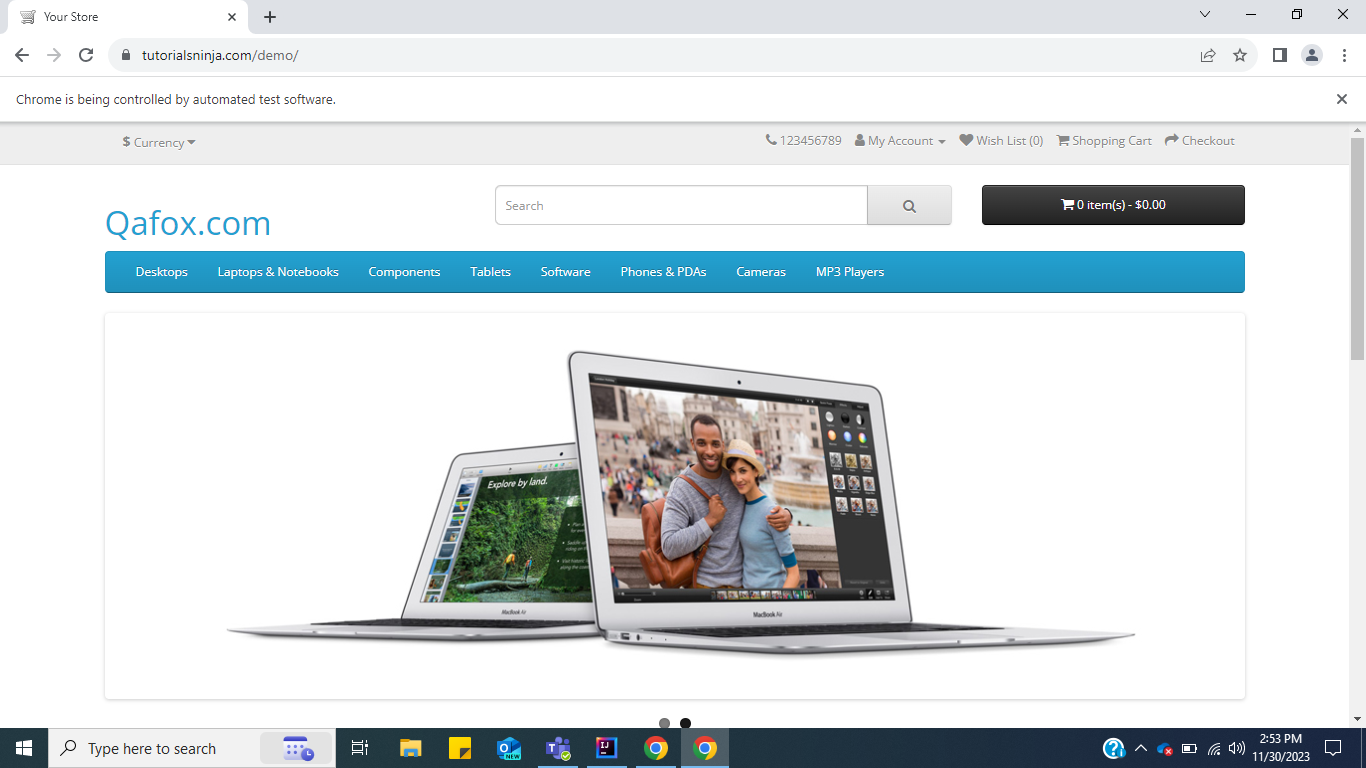 Your Store
tutorialsninja.com/demo/
Chrome is being controlled by automated test software.
$ Currency
123456789 My Account Wish List (0) Shopping Cart Checkout
Search
0 item(s) - $0.00
Qafox.com
Desktops Laptops & Notebooks Components Tablets Software Phones & PDAs Cameras MP3 Players
Explore by land.
MacBook Air
MacBook Air
Type here to search
NEW
2:53 PM
11/30/2023